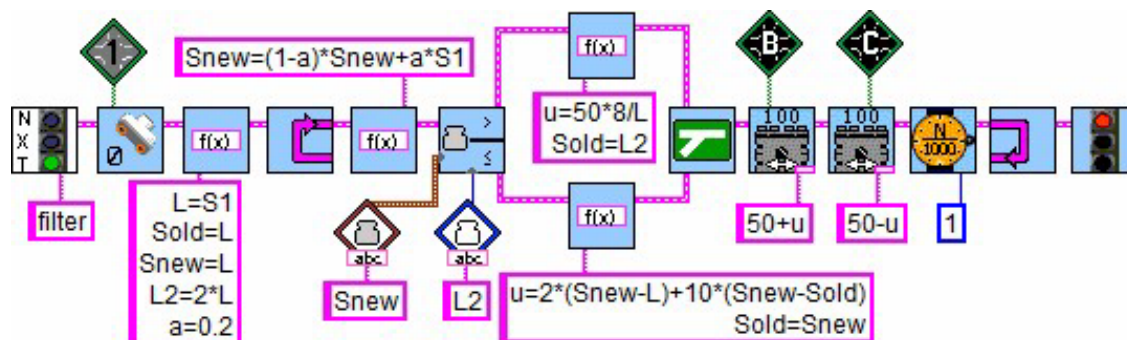 1
B
C
Snew=(1-a)*Snew+a*S1
f(x)
u=50*8/L
Sold=L2
N
X
T
0
f(x)
f(x)
>
≤
100
100
N
1000
filter
L=S1
Sold=L
Snew=L
L2=2*L
a=0.2
abc
Snew
abc
L2
f(x)
50+u
50-u
1
u=2*(Snew-L)+10*(Snew-Sold)
Sold=Snew